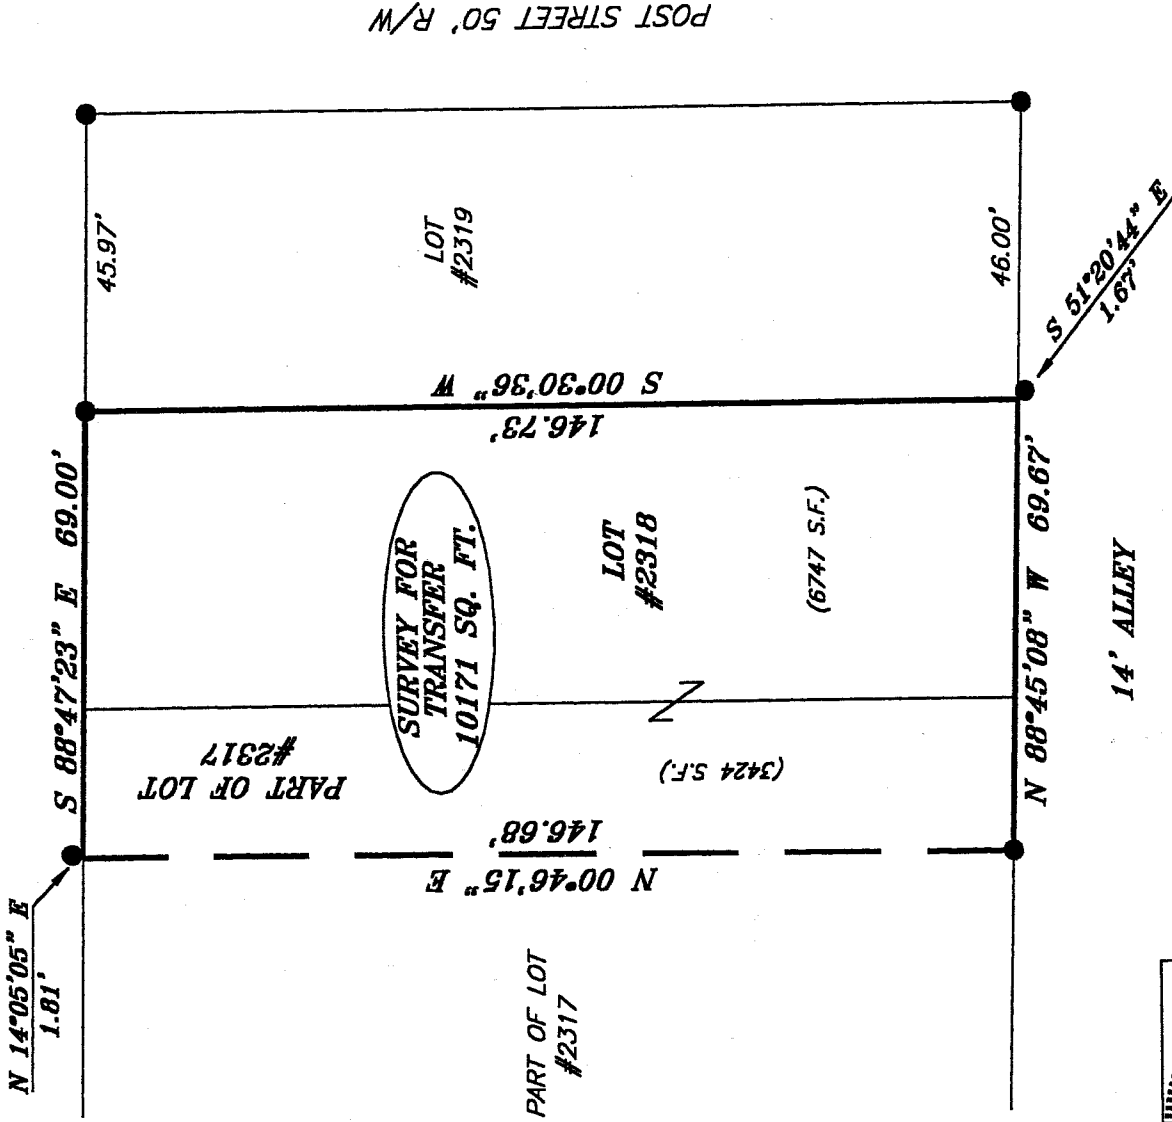 POST STREET 50' R/W
45.97'
LOT
#2319
46.00'
S 51°20'44" E
1.67'
S 00°30'36" W
146.73'
S 88°47'23" E 69.00'
SURVEY FOR
TRANSFER
10171 SQ. FT.
LOT
#2318
(6747 S.F.)
N 88°45'08" W 69.67'
14' ALLEY
PART OF LOT
#2317
(3424 S.F.)
146.68'
N 00°46'15" E
N 14°05'05" E
1.81'
PART OF LOT
#2317